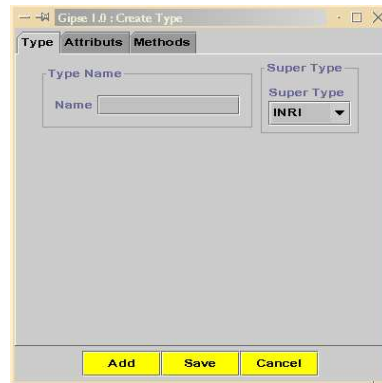 Gipse 1.0 : Create Type
Type Attributs Methods
Type Name
Name
Super Type
Super Type
INRI
Add Save Cancel